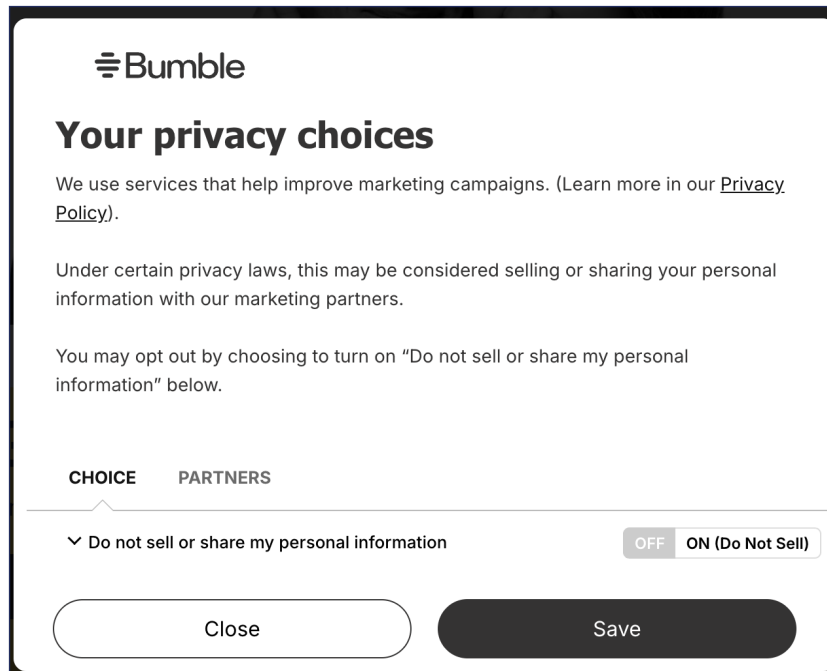 Bumble
Your privacy choices
We use services that help improve marketing campaigns. (Learn more in our Privacy
Policy).
Under certain privacy laws, this may be considered selling or sharing your personal
information with our marketing partners.
You may opt out by choosing to turn on “Do not sell or share my personal
information” below.
CHOICE PARTNERS
Do not sell or share my personal information OFF ON (Do Not Sell)
Close Save